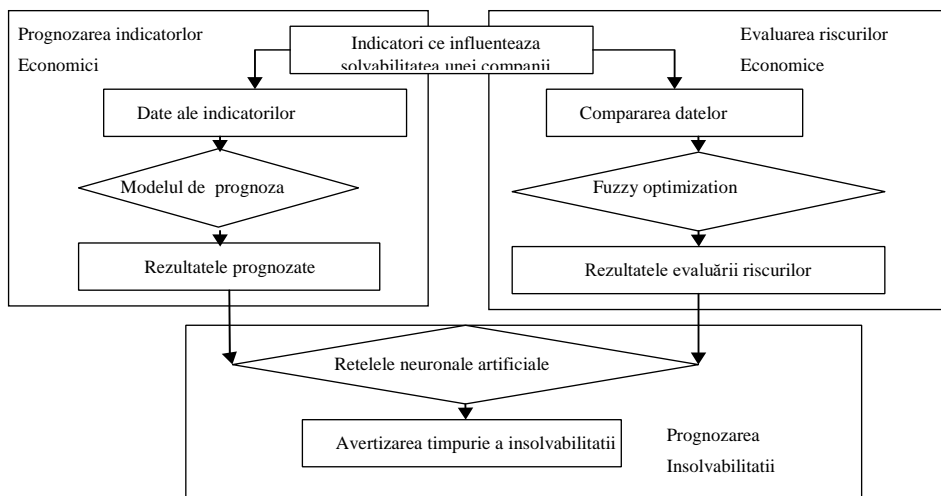 Prognozarea indicatorlor
Economici
Indicatori ce influenteaza
solvabilitatea unei companii
Evaluarea riscurilor
Economice
Date ale indicatorilor
Compararea datelor
Modelul de prognoza
Fuzzy optimization
Rezultatele prognozate
Rezultatele evaluării riscurilor
Retelele neuronale artificiale
Avertizarea timpurie a insolvabilitatii
Prognozarea
Insolvabilitatii